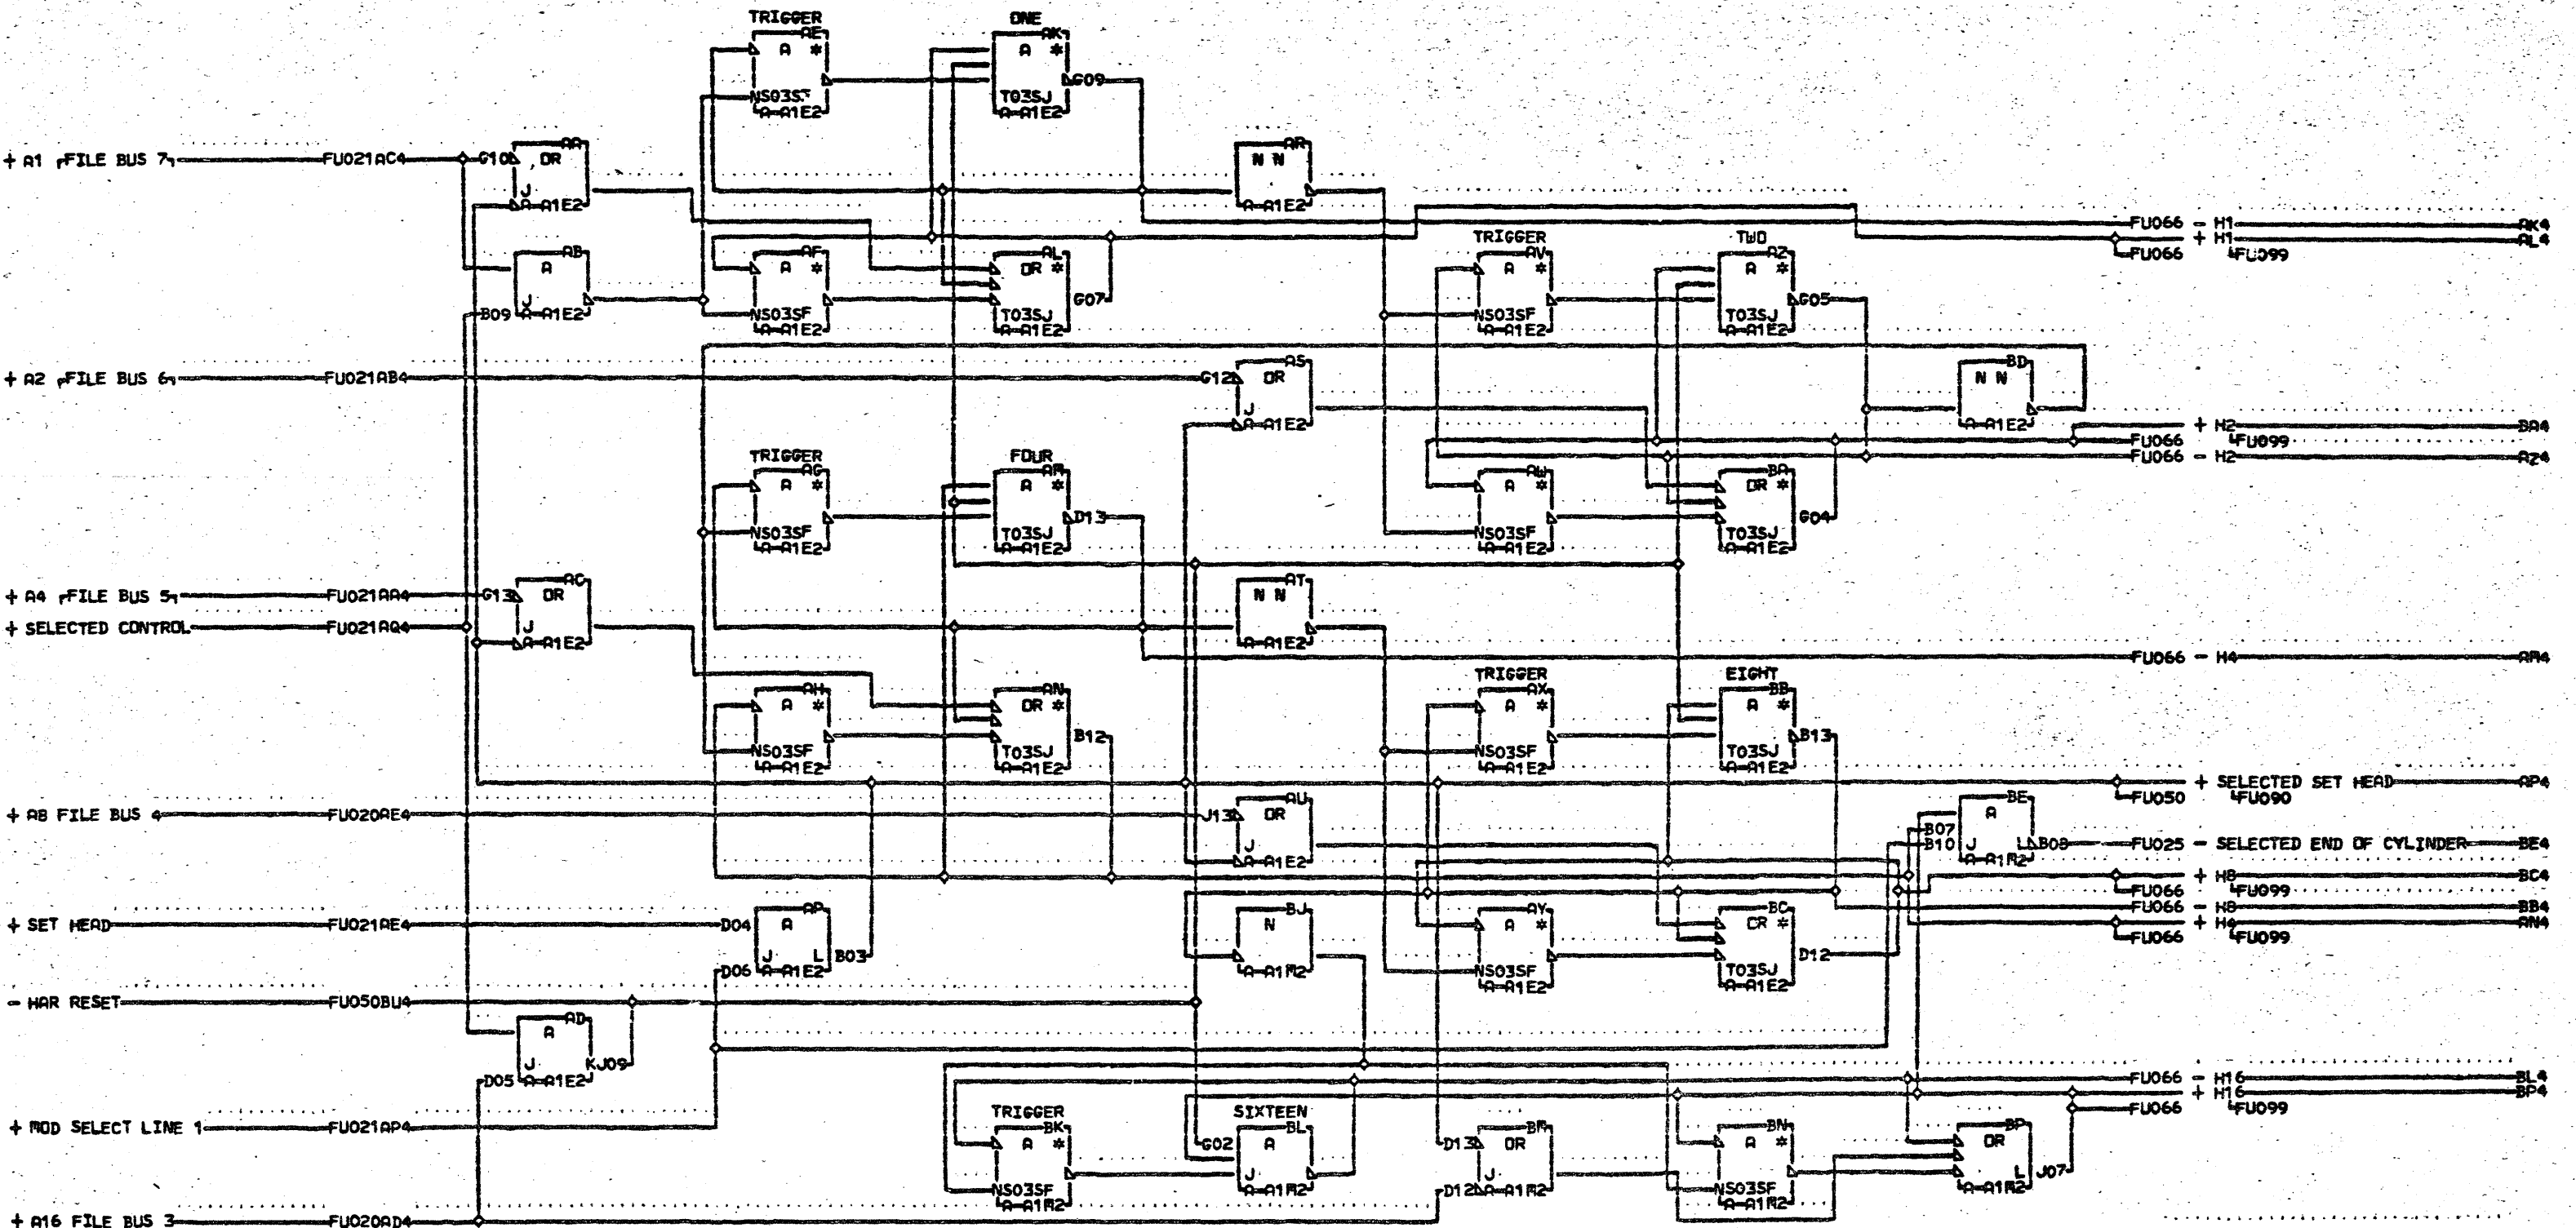 TRIGGER ONE
AE AK
A * A *
G09
NS03S T03SJ
A-A1E2 A-A1E2
+ A1 FILE BUS 7 FU021AC4 G10 AA OR
AR
N N
J
A-A1E2 A-A1E2
FU066 - H1 AK4
TRIGGER TWO + H1 AL4
AB AF AL AV AZ FU066 FU099
A A * OR * A * A *
J G07 G05
B09 A-A1E2 NS03SF T03SJ NS03SF T03SJ
A-A1E2 A-A1E2 A-A1E2 A-A1E2
AS BD
+ A2 FILE BUS 6 FU021AB4 G12 OR N N
J
A-A1E2 A-A1E2 + H2 BA4
FU066 FU099
TRIGGER FOUR FU066 - H2 AZ4
AG AM AW BA
A * A * A * OR *
D13 G04
NS03SF T03SJ NS03SF T03SJ
A-A1E2 A-A1E2 A-A1E2 A-A1E2
AC AT
+ A4 FILE BUS 5 FU021AA4 G13 OR N N
+ SELECTED CONTROL FU021AQ4 J
A-A1E2 A-A1E2
FU066 - H4 AM4
TRIGGER EIGHT
AH AN AX BB
A * OR * A * A *
B12 B13
NS03SF T03SJ NS03SF T03SJ
A-A1E2 A-A1E2 A-A1E2 A-A1E2
+ SELECTED SET HEAD AP4
AU BE FU050 FU090
+ A8 FILE BUS 4 FU020AE4 J13 OR A
B07
J B10 J L B08 FU025 - SELECTED END OF CYLINDER BE4
A-A1E2 A-A1M2
+ H8 BC4
FU066 FU099
AP BJ AY BC FU066 - H8 BB4
+ SET HEAD FU021AE4 D04 A N A * OR * + H4 AN4
FU066 FU099
J L B03 D12
D06 A-A1E2 A-A1M2 NS03SF T03SJ
A-A1E2 A-A1E2
- HAR RESET FU050BU4
AD
A
J K J09
D05 A-A1E2
FU066 - H16 BL4
+ H16 BP4
TRIGGER SIXTEEN FU066 FU099
+ MOD SELECT LINE 1 FU021AP4 BK BL BM BN BP
A * G02 A D13 OR A * OR
J J L J07
NS03SF A-A1M2 D12 A-A1M2 NS03SF A-A1M2
A-A1M2 A-A1M2
+ A16 FILE BUS 3 FU020AD4